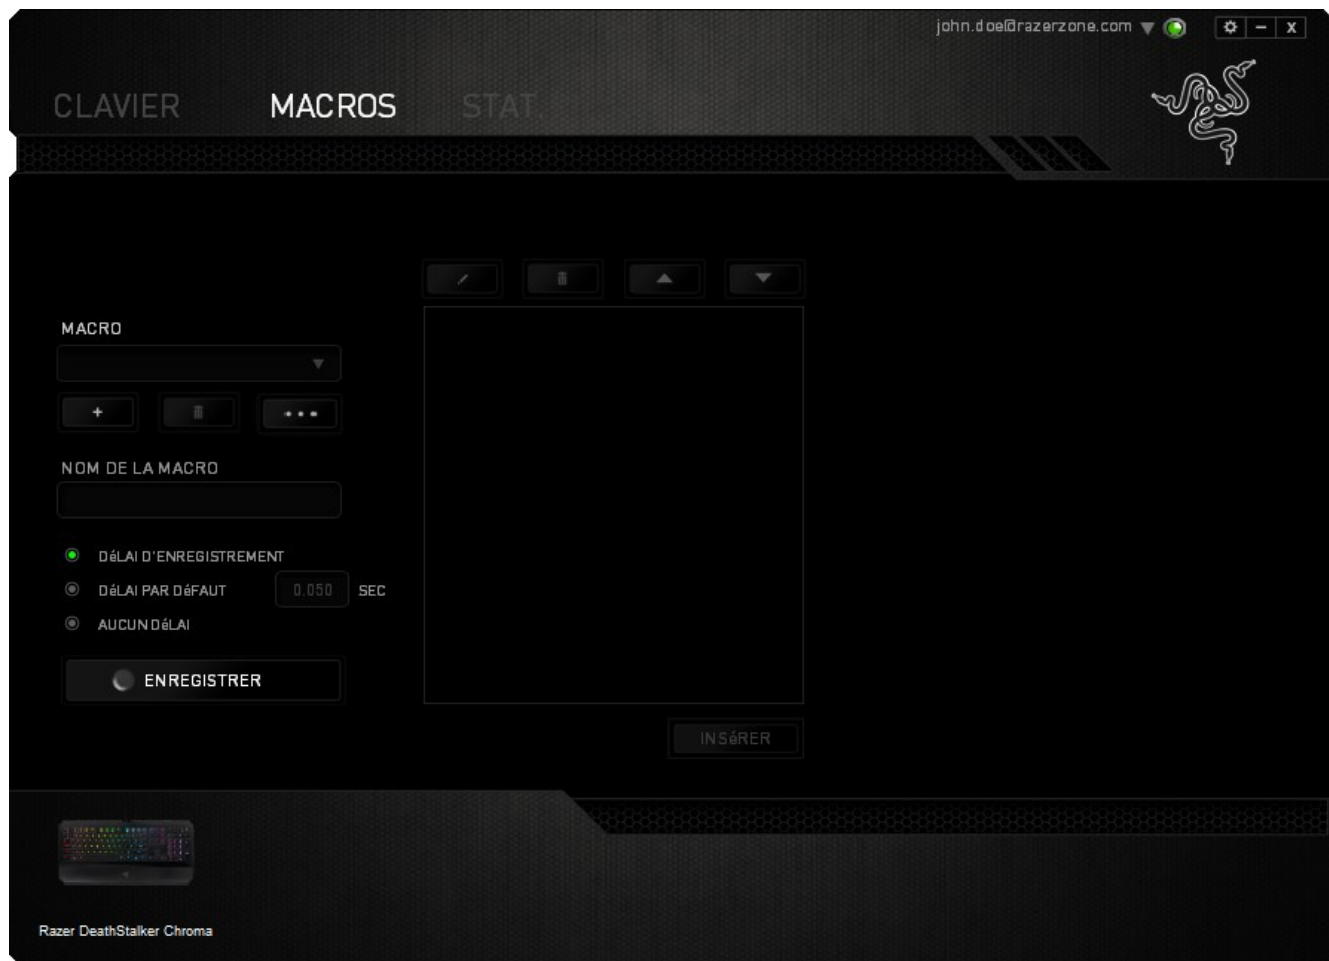 john.doe@razerzone.com
CLAVIER
MACROS
STAT
MACRO
NOM DE LA MACRO
DéLAI D'ENREGISTREMENT
DéLAI PAR DéFAUT
0.050
SEC
AUCUN DéLAI
ENREGISTRER
INSéRER
Razer DeathStalker Chroma